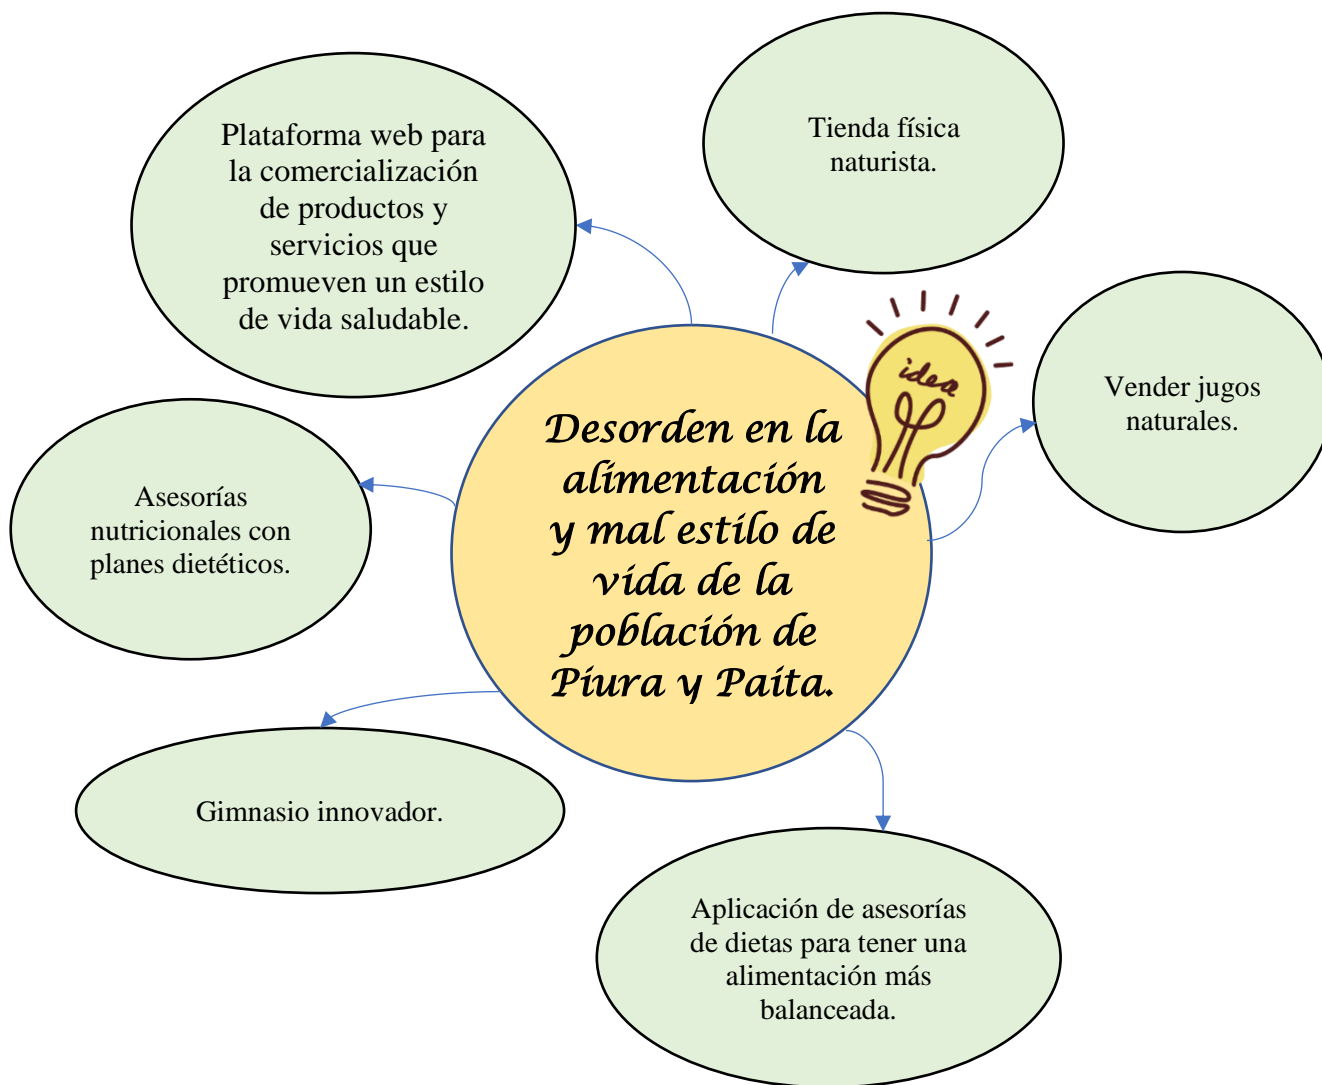 Plataforma web para
la comercialización
de productos y
servicios que
promueven un estilo
de vida saludable.
Tienda física
naturista.
idea
Vender jugos
naturales.
Desorden en la
alimentación
y mal estilo de
vida de la
población de
Piura y Paita.
Asesorías
nutricionales con
planes dietéticos.
Gimnasio innovador.
Aplicación de asesorías
de dietas para tener una
alimentación más
balanceada.